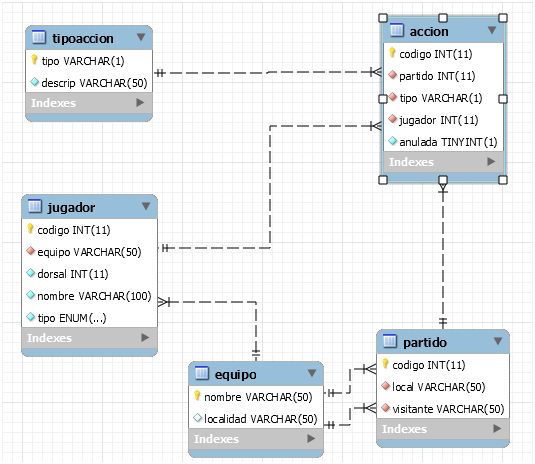 tipoaccion
tipo VARCHAR(1)
descrip VARCHAR(50)
Indexes
accion
codigo INT(11)
partido INT(11)
tipo VARCHAR(1)
jugador INT(11)
anulada TINYINT(1)
Indexes
jugador
codigo INT(11)
equipo VARCHAR(50)
dorsal INT(11)
nombre VARCHAR(100)
tipo ENUM(...)
Indexes
equipo
nombre VARCHAR(50)
localidad VARCHAR(50)
Indexes
partido
codigo INT(11)
local VARCHAR(50)
visitante VARCHAR(50)
Indexes